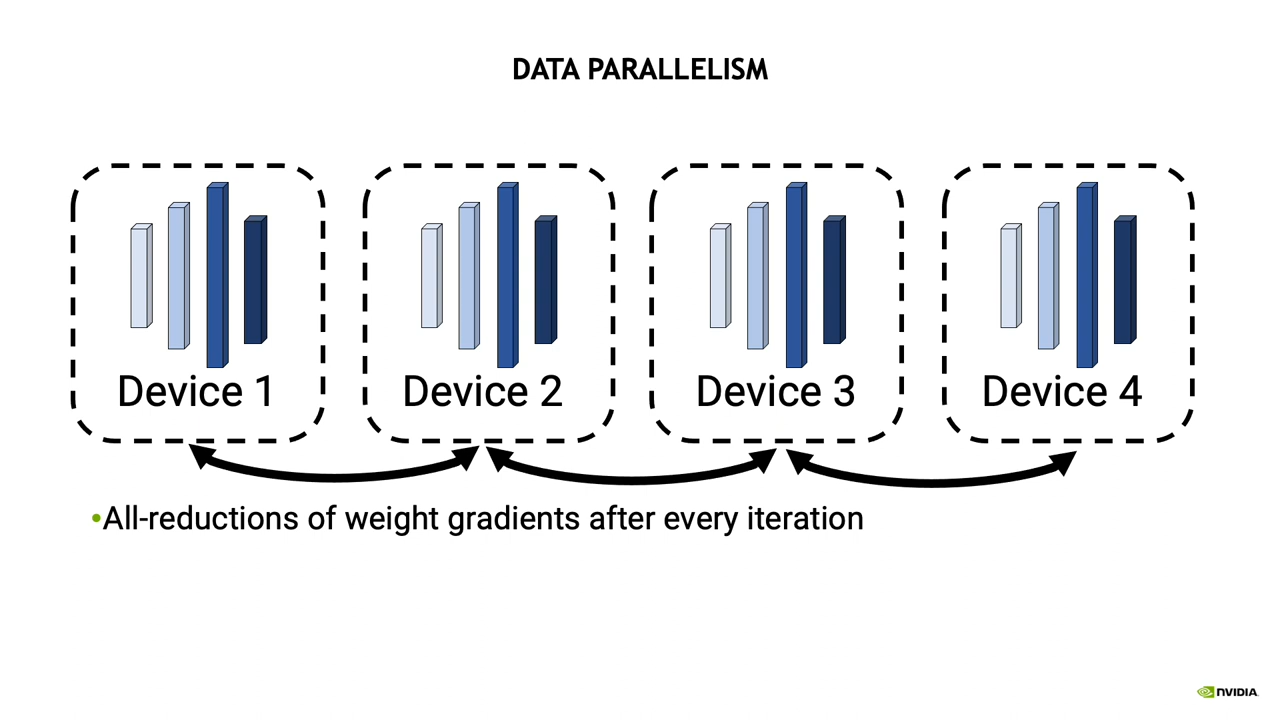 DATA PARALLELISM
Device 1
Device 2
Device 3
Device 4
•All-reductions of weight gradients after every iteration
NVIDIA.